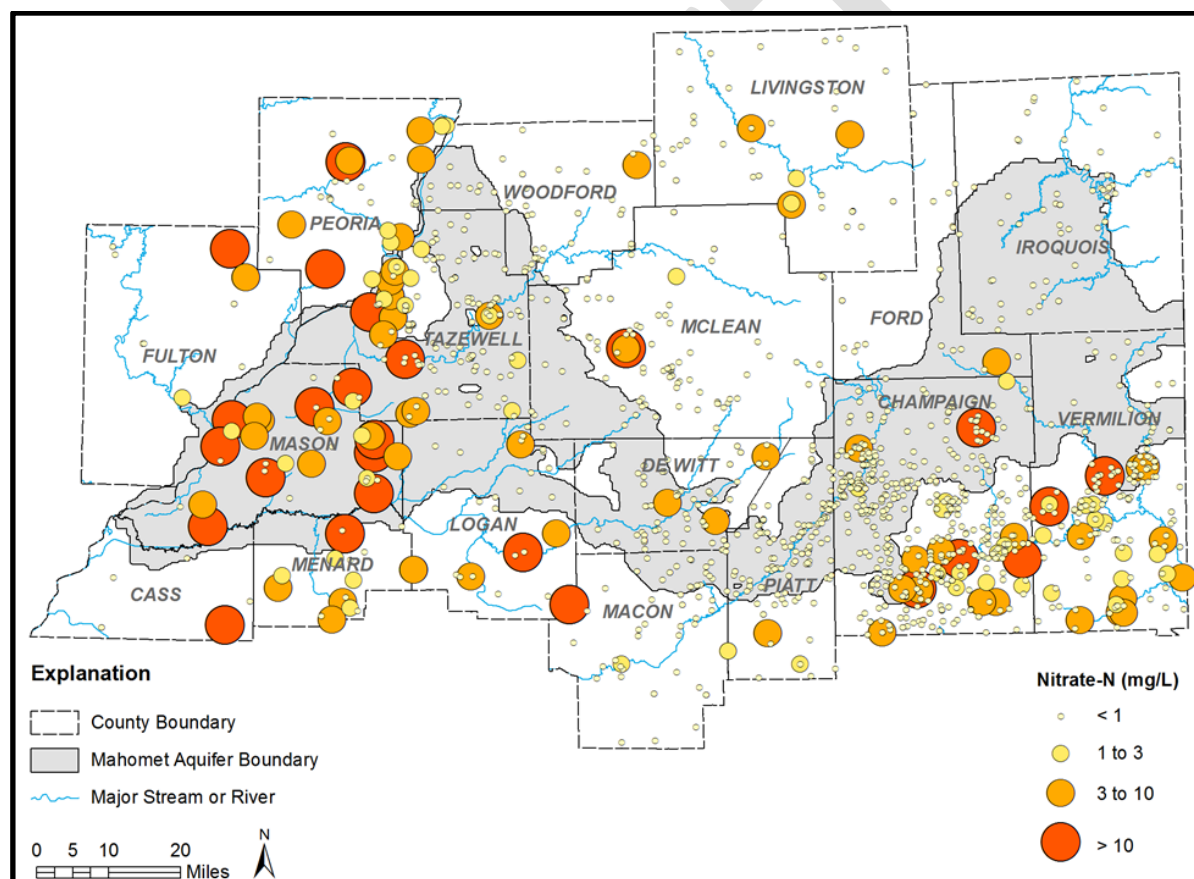 LIVINGSTON
WOODFORD
PEORIA
IROQUOIS
FORD
MCLEAN
TAZEWELL
FULTON
CHAMPAIGN
VERMILION
MASON
DE WITT
LOGAN
MENARD
PIATT
CASS
MACON
Explanation
County Boundary
Mahomet Aquifer Boundary
Major Stream or River
0 5 10 20
Miles
N
Nitrate-N (mg/L)
< 1
1 to 3
3 to 10
> 10